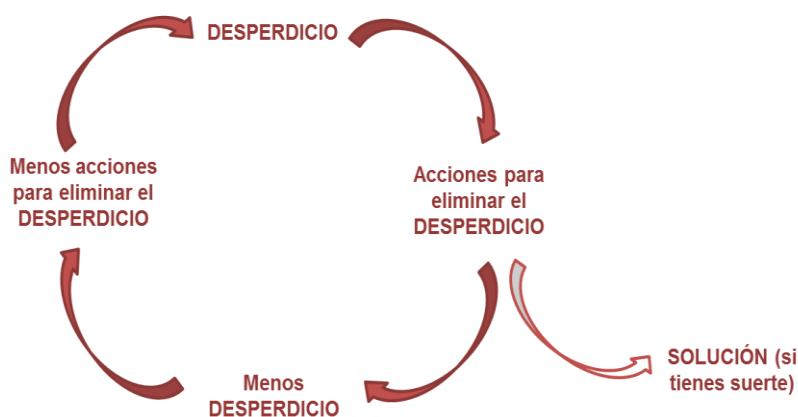 DESPERDICIO
Acciones para
eliminar el
DESPERDICIO
SOLUCIÓN (si
tienes suerte)
Menos
DESPERDICIO
Menos acciones
para eliminar el
DESPERDICIO